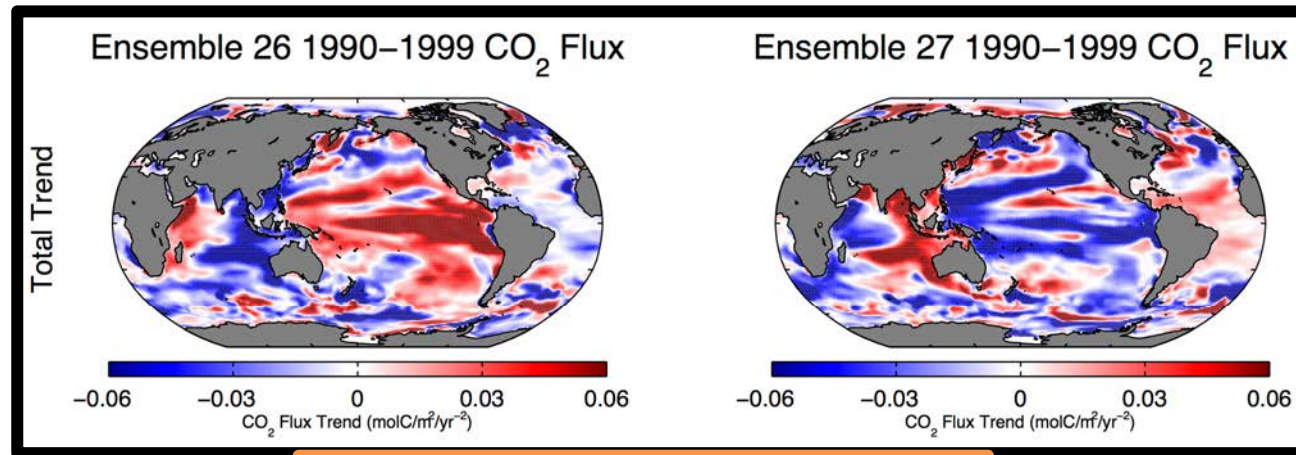 Ensemble 26 1990–1999 CO₂ Flux
Ensemble 27 1990–1999 CO₂ Flux
Total Trend
-0.06 -0.03 0 0.03 0.06
CO₂ Flux Trend (molC/m²/yr⁻²)
-0.06 -0.03 0 0.03 0.06
CO₂ Flux Trend (molC/m²/yr⁻²)